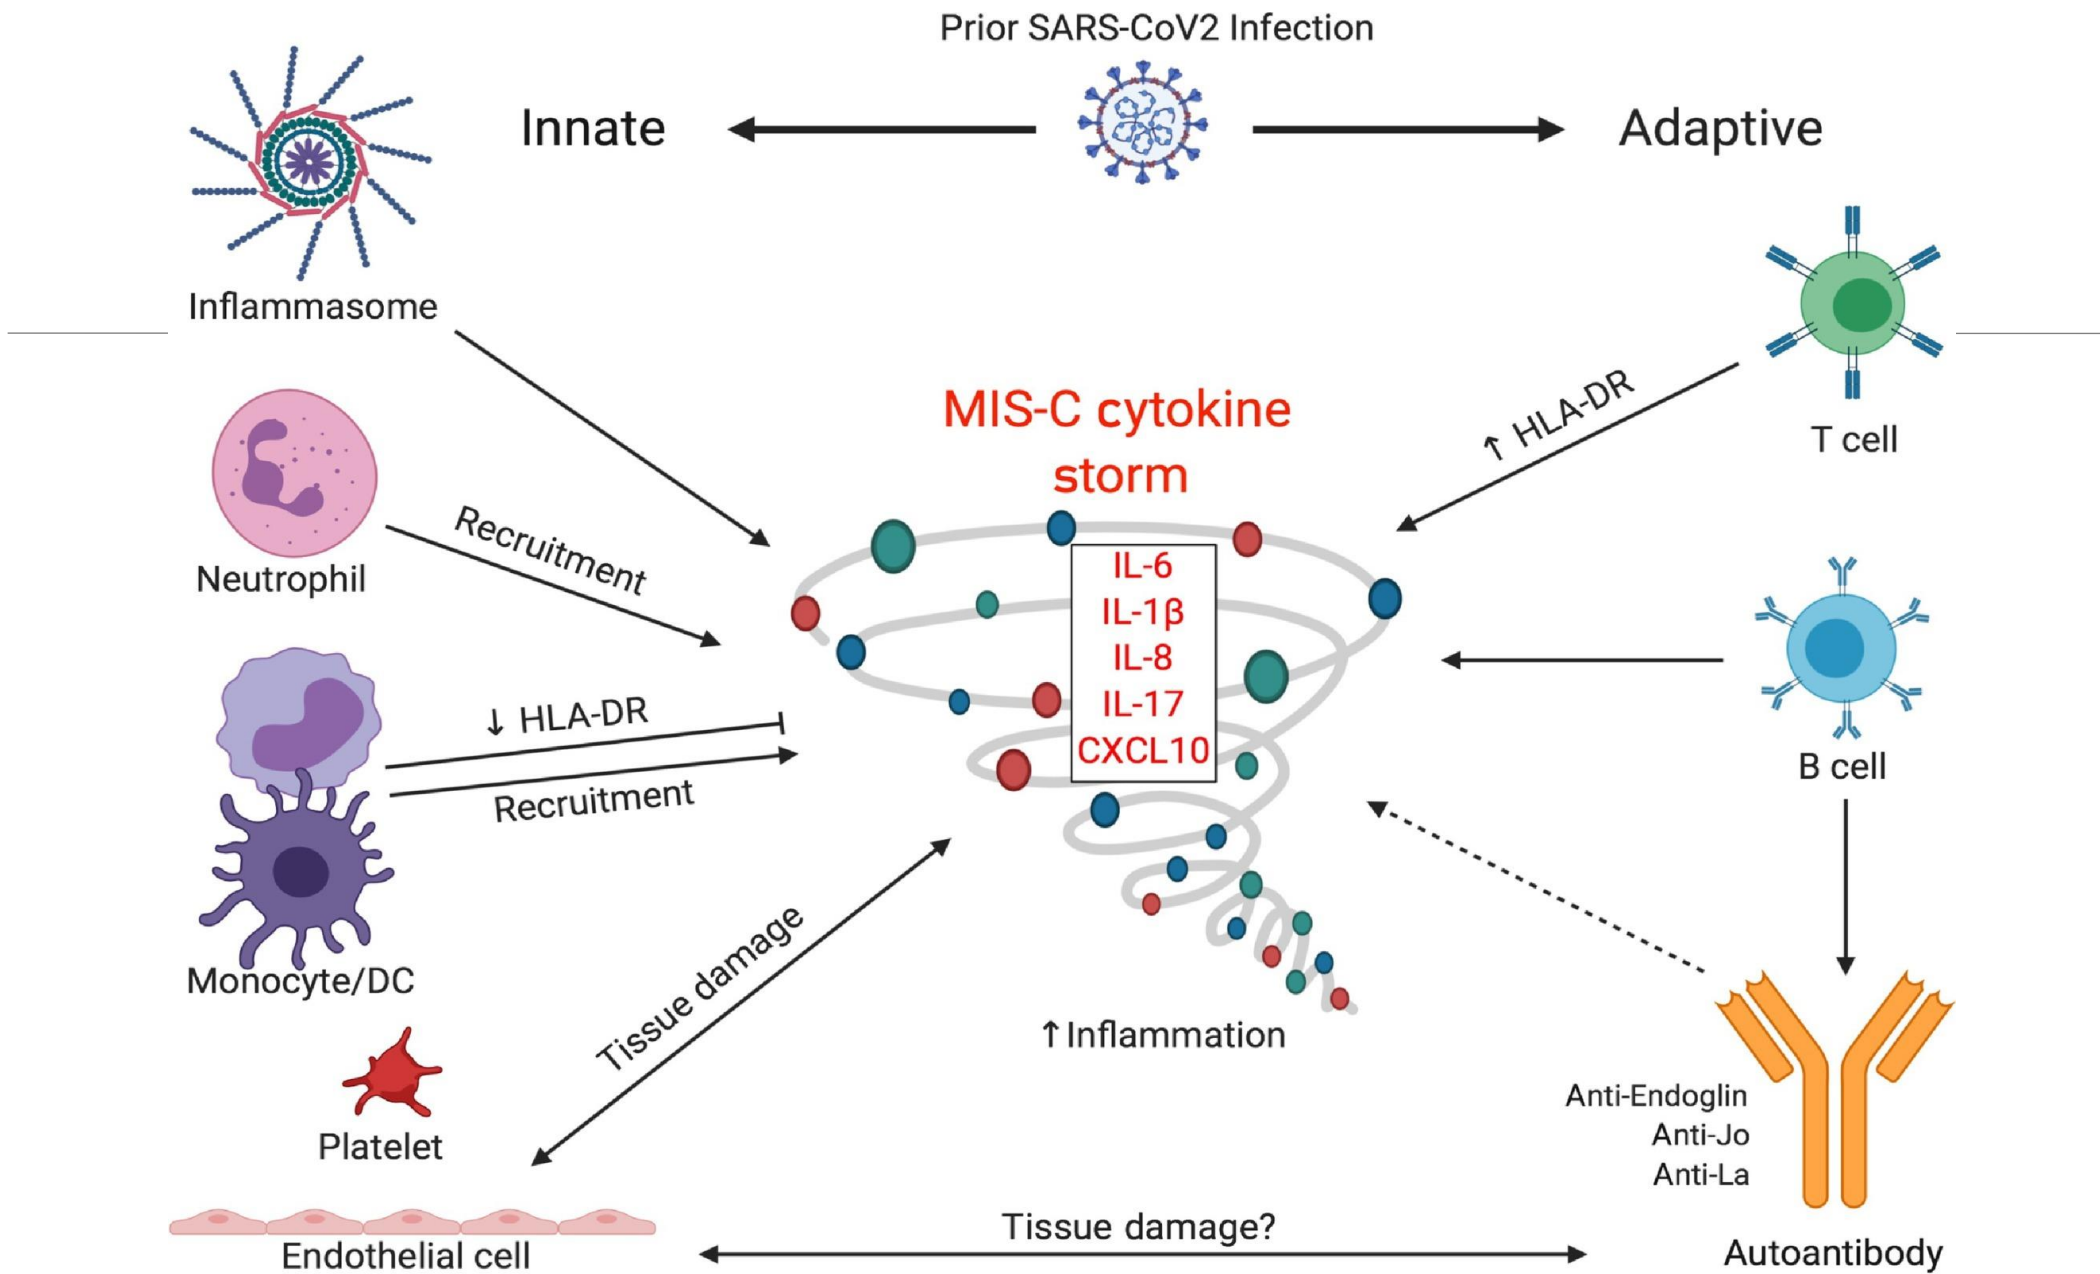 Prior SARS-CoV2 Infection
Innate
Adaptive
Inflammasome
T cell
↑ HLA-DR
MIS-C cytokine
storm
Neutrophil
Recruitment
IL-6
IL-1β
IL-8
IL-17
CXCL10
↓ HLA-DR
Recruitment
Monocyte/DC
B cell
Tissue damage
↑Inflammation
Platelet
Anti-Endoglin
Anti-Jo
Anti-La
Endothelial cell
Tissue damage?
Autoantibody